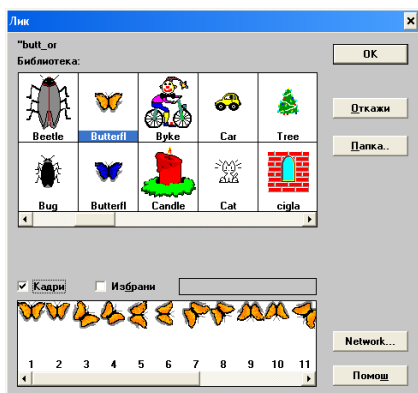 Лик
"butt_or
Библиотека:
OK
Beetle Butterfl Byke Car Tree
Откажи
Папка..
Bug Butterfl Candle Cat cigla
Кадри Избрани
1 2 3 4 5 6 7 8 9 10 11
Network...
Помош